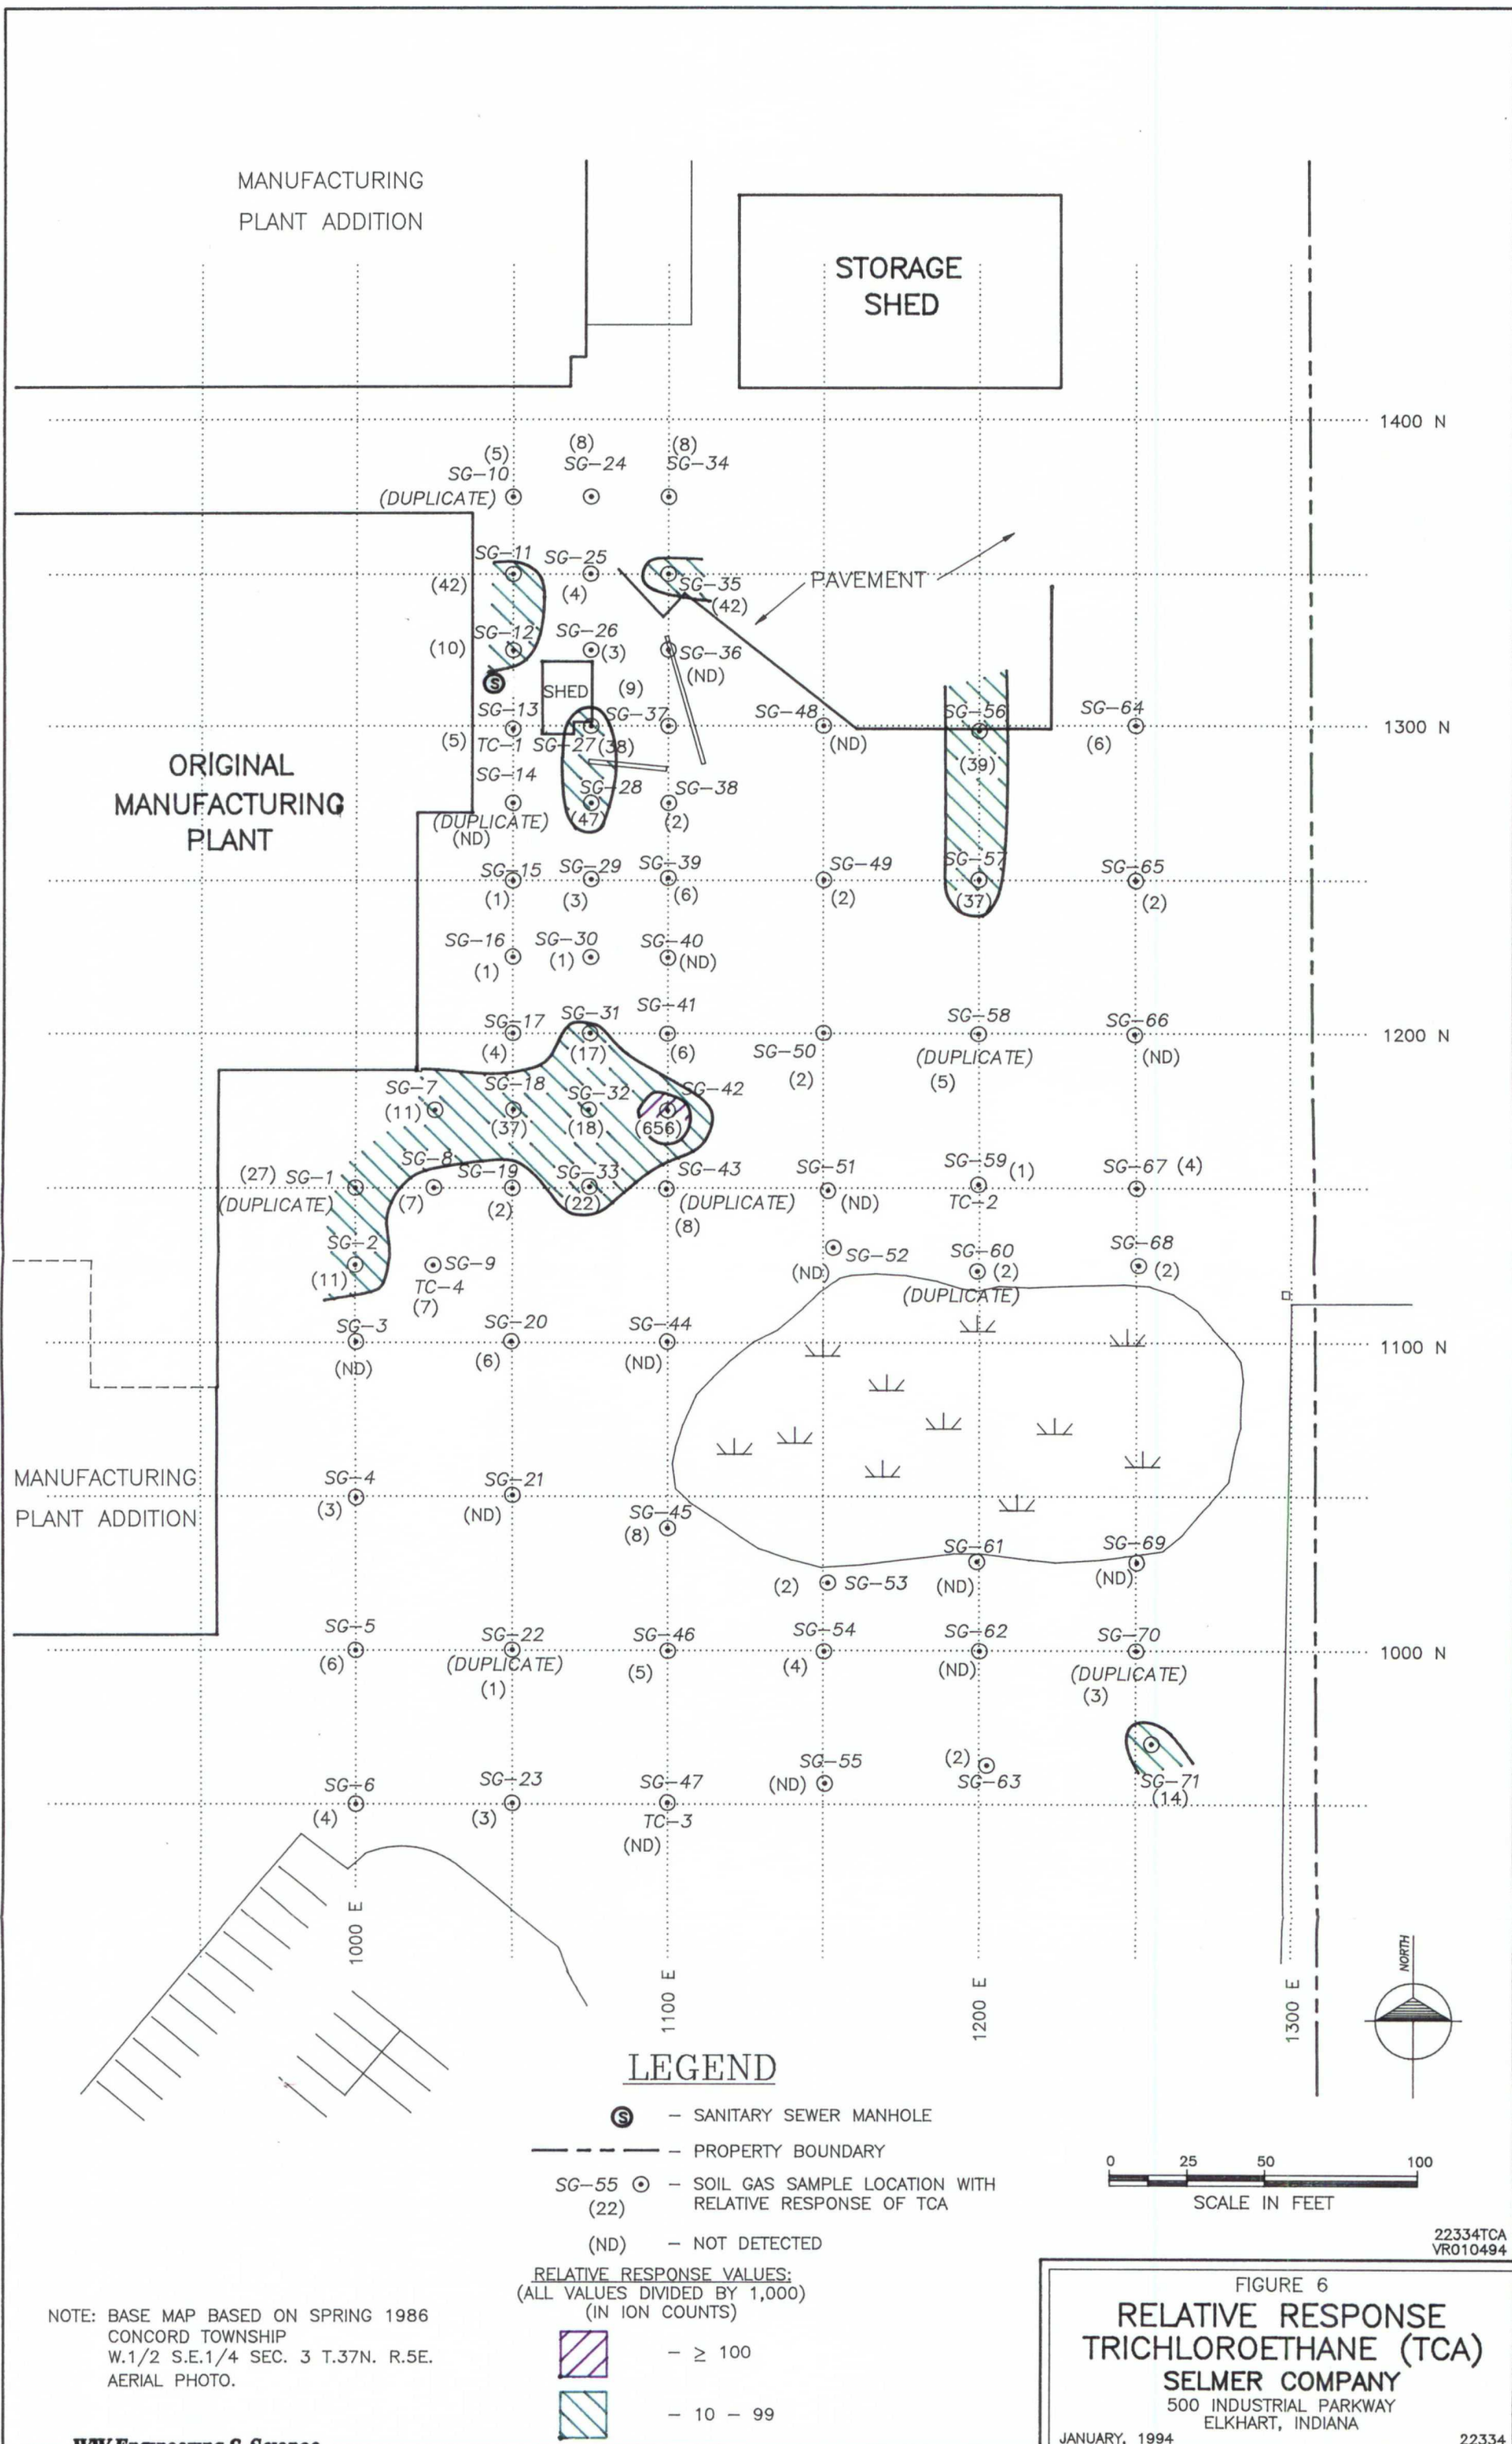 MANUFACTURING
PLANT ADDITION
STORAGE
SHED
1400 N
(5)
SG-10
(DUPLICATE)
(8)
SG-24
(8)
SG-34
SG-11
(42)
SG-25
(4)
SG-35
(42)
PAVEMENT
SG-12
(10)
SG-26
(3)
SG-36
(ND)
S
SHED
(9)
SG-37
SG-13
(5)
TC-1
SG-27
(38)
SG-48
(ND)
SG-56
(39)
SG-64
(6)
1300 N
ORIGINAL
MANUFACTURING
PLANT
SG-14
(DUPLICATE)
(ND)
SG-28
(47)
SG-38
(2)
SG-15
(1)
SG-29
(3)
SG-39
(6)
SG-49
(2)
SG-57
(37)
SG-65
(2)
SG-16
(1)
SG-30
(1)
SG-40
(ND)
SG-17
(4)
SG-31
(17)
SG-41
(6)
SG-50
(2)
SG-58
(DUPLICATE)
(5)
SG-66
(ND)
1200 N
SG-7
(11)
SG-18
(37)
SG-32
(18)
SG-42
(656)
(27) SG-1
(DUPLICATE)
SG-8
(7)
SG-19
(2)
SG-33
(22)
SG-43
(DUPLICATE)
(8)
SG-51
(ND)
SG-59
(1)
TC-2
SG-67 (4)
SG-2
(11)
SG-9
TC-4
(7)
SG-52
(ND)
SG-60
(2)
(DUPLICATE)
SG-68
(2)
SG-3
(ND)
SG-20
(6)
SG-44
(ND)
1100 N
MANUFACTURING
PLANT ADDITION
SG-4
(3)
SG-21
(ND)
SG-45
(8)
(2)
SG-53
SG-61
(ND)
SG-69
(ND)
SG-5
(6)
SG-22
(DUPLICATE)
(1)
SG-46
(5)
SG-54
(4)
SG-62
(ND)
SG-70
(DUPLICATE)
(3)
1000 N
SG-6
(4)
SG-23
(3)
SG-47
TC-3
(ND)
SG-55
(ND)
(2)
SG-63
SG-71
(14)
1000 E
1100 E
1200 E
1300 E
NORTH
LEGEND
S - SANITARY SEWER MANHOLE
- PROPERTY BOUNDARY
SG-55 - SOIL GAS SAMPLE LOCATION WITH
(22) RELATIVE RESPONSE OF TCA
(ND) - NOT DETECTED
RELATIVE RESPONSE VALUES:
(ALL VALUES DIVIDED BY 1,000)
(IN ION COUNTS)
- ≥ 100
- 10 - 99
0 25 50 100
SCALE IN FEET
22334TCA
VR010494
NOTE: BASE MAP BASED ON SPRING 1986
CONCORD TOWNSHIP
W.1/2 S.E.1/4 SEC. 3 T.37N. R.5E.
AERIAL PHOTO.
FIGURE 6
RELATIVE RESPONSE
TRICHLOROETHANE (TCA)
SELMER COMPANY
500 INDUSTRIAL PARKWAY
ELKHART, INDIANA
JANUARY, 1994 22334